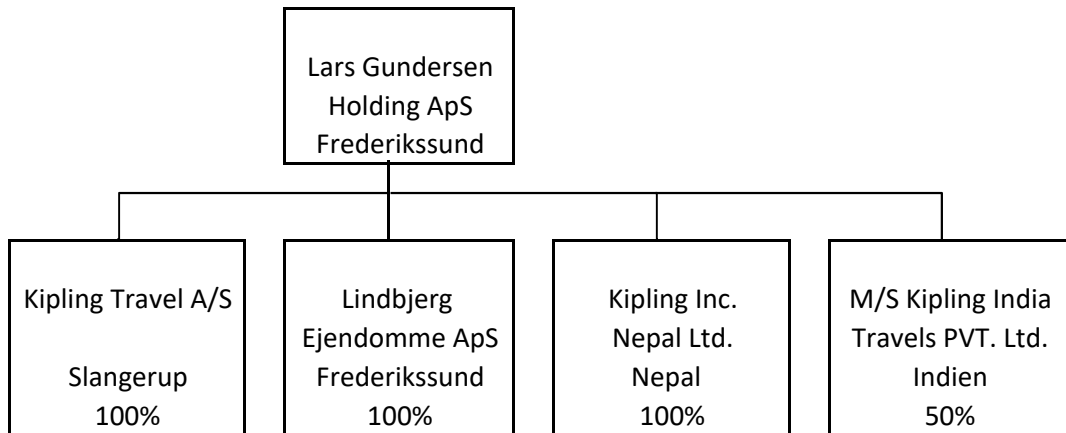 Lars Gundersen
Holding ApS
Frederikssund
Kipling Travel A/S
Slangerup
100%
Lindbjerg
Ejendomme ApS
Frederikssund
100%
Kipling Inc.
Nepal Ltd.
Nepal
100%
M/S Kipling India
Travels PVT. Ltd.
Indien
50%